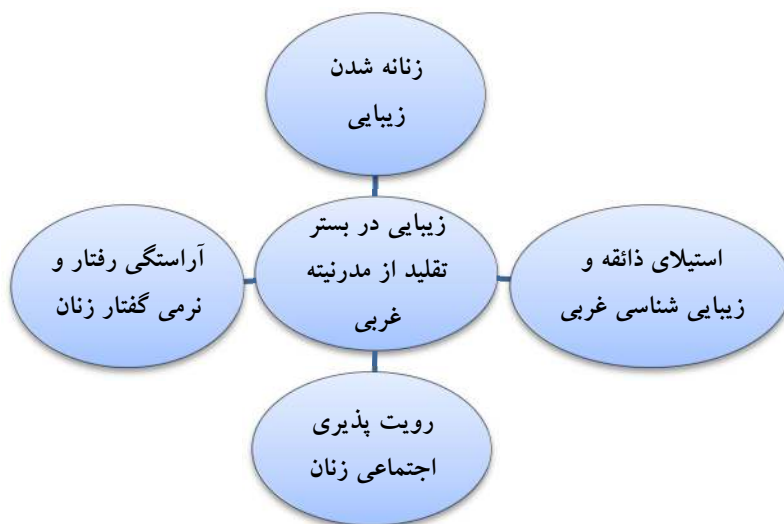 زنانه شدن
زیبایی
زیبایی در بستر
تقلید از مدرنیته
غربی
استیلای ذائقه و
زیبایی شناسی غربی
آراستگی رفتار و
نرمی گفتار زنان
رویت پذیری
اجتماعی زنان